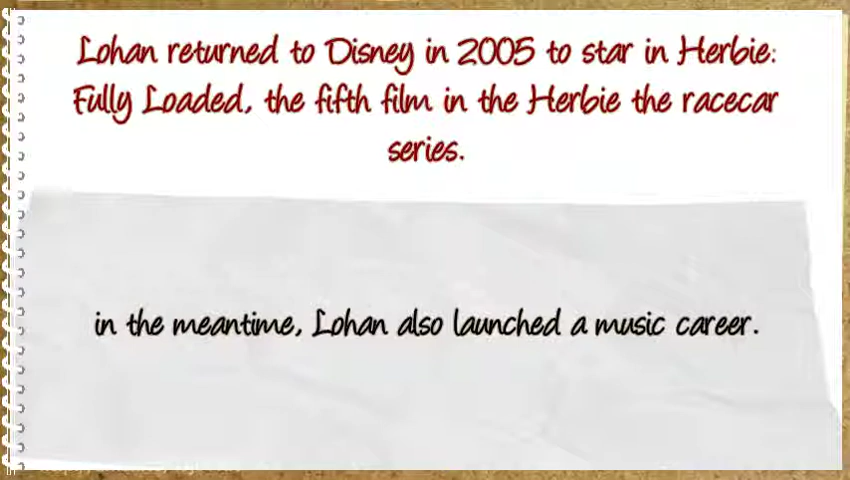 Lohan returned to Disney in 2005 to star in Herbie:
Fully Loaded, the fifth film in the Herbie the racecar
series.
in the meantime, Lohan also launched a music career.